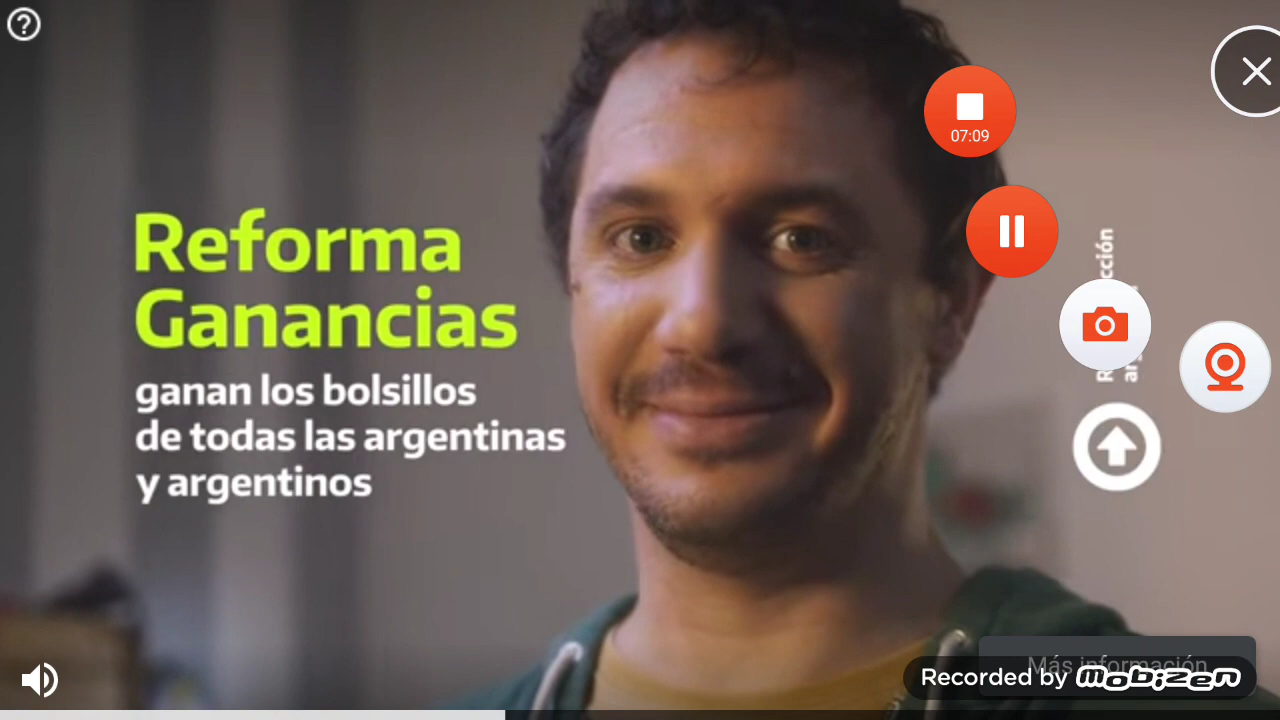 Reforma
Ganancias
ganan los bolsillos
de todas las argentinas
y argentinos
07:09
Más información
Recorded by mobizen